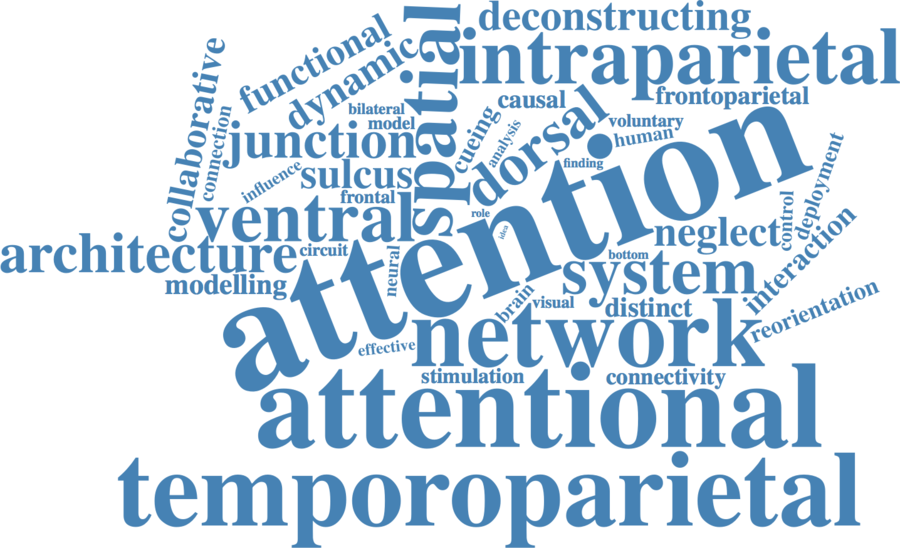 deconstructing
spatial
intraparietal
functional
dynamic
collaborative
connection
bilateral
model
causal
frontoparietal
cueing
analysis
dorsal
voluntary
human
junction
finding
influence
sulcus
frontal
attention
ventral
role
idea
control
deployment
neglect
architecture
circuit
neural
bottom
system
interaction
modelling
brain
visual
distinct
reorientation
network
effective
stimulation
connectivity
attentional
temporoparietal